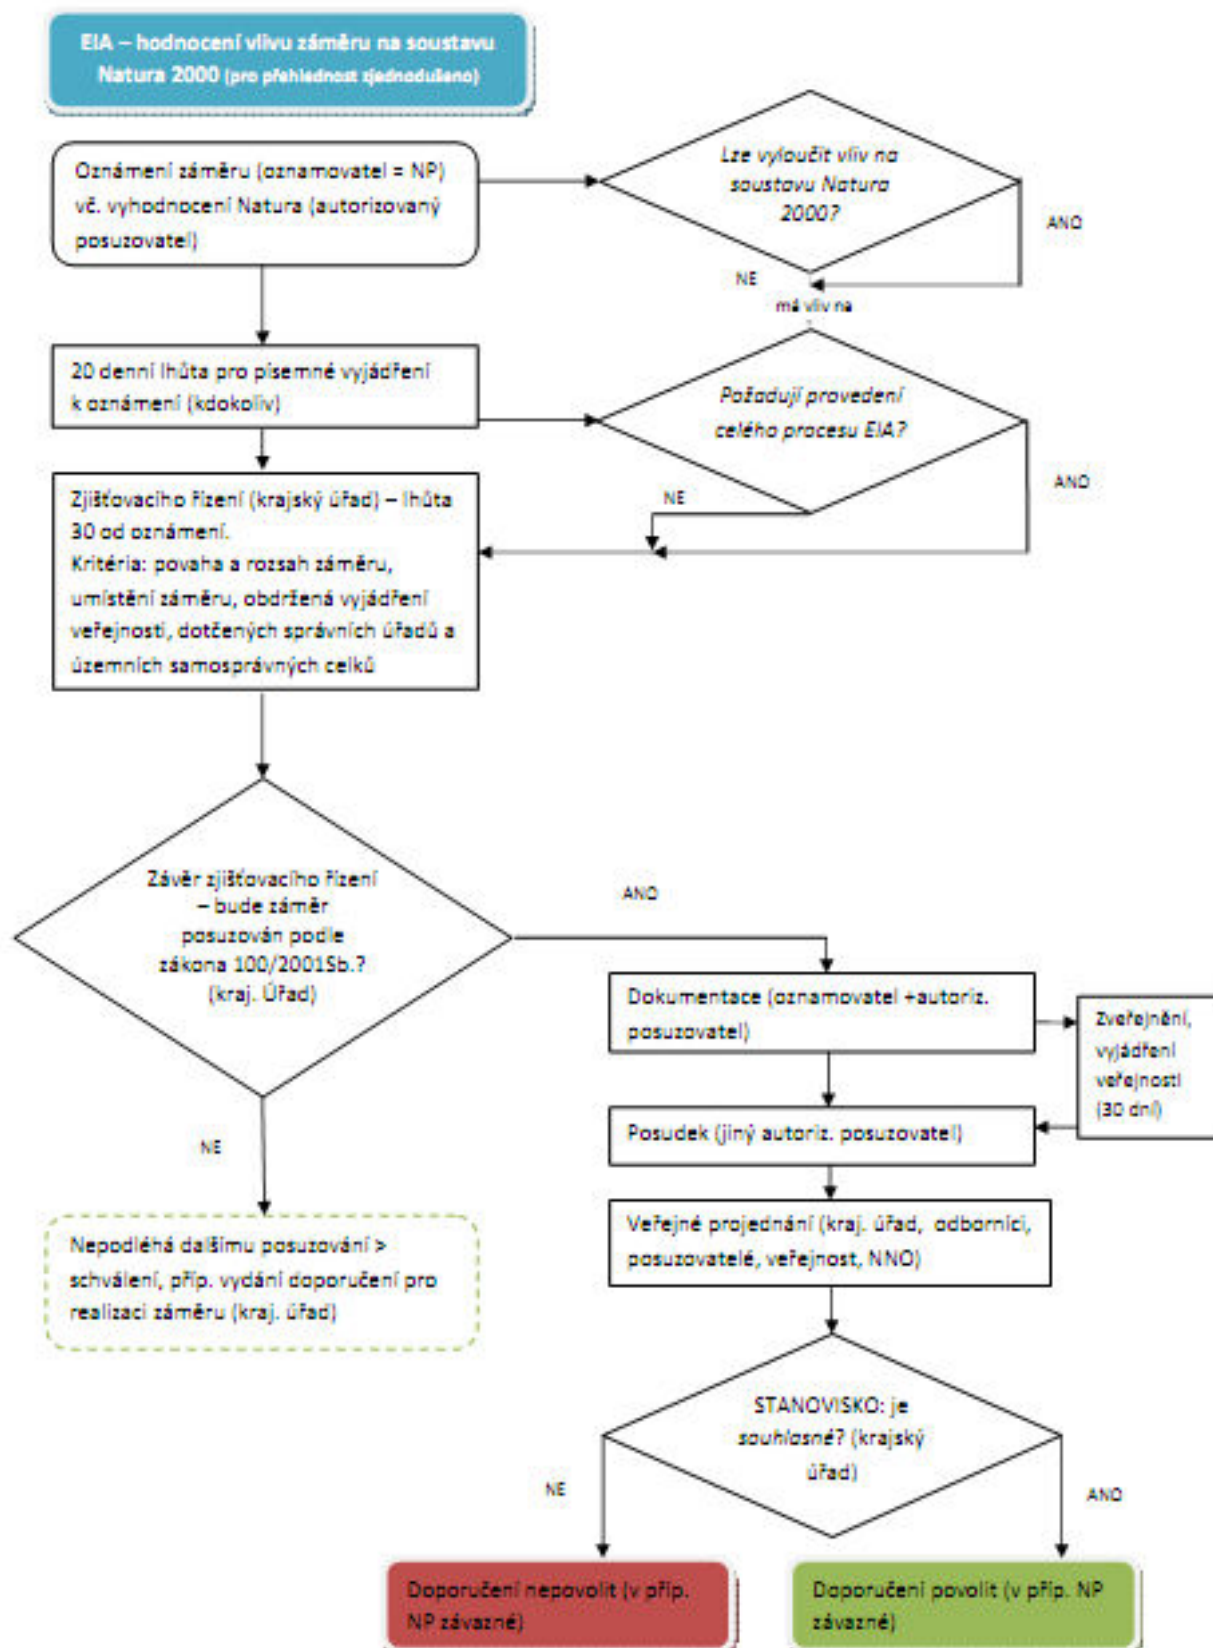 EIA – hodnocení vlivu záměru na soustavu
Natura 2000 (pro přehlednost zjednodušeno)
Oznámení záměru (oznamovatel = NP)
vč. vyhodnocení Natura (autorizovaný
posuzovatel)
Lze vyloučit vliv na
soustavu Natura
2000?
ANO
NE
má vliv na
20 denní lhůta pro písemné vyjádření
k oznámení (kdokoliv)
Požadují provedení
celého procesu EIA?
ANO
NE
Zjišťovacího řízení (krajský úřad) – lhůta
30 od oznámení.
Kritéria: povaha a rozsah záměru,
umístění záměru, obdržená vyjádření
veřejnosti, dotčených správních úřadů a
územních samosprávných celků
Závěr zjišťovacího řízení
– bude záměr
posuzován podle
zákona 100/2001Sb.?
(kraj. Úřad)
ANO
NE
Dokumentace (oznamovatel +autoriz.
posuzovatel)
Zveřejnění,
vyjádření
veřejnosti
(30 dní)
Posudek (jiný autoriz. posuzovatel)
Veřejné projednání (kraj. úřad, odborníci,
posuzovatelé, veřejnost, NNO)
Nepodléhá dalšímu posuzování >
schválení, příp. vydání doporučení pro
realizaci záměru (kraj. úřad)
STANOVISKO: je
souhlasné? (krajský
úřad)
NE
ANO
Doporučení nepovolit (v příp.
NP závazné)
Doporučení povolit (v příp. NP
závazné)